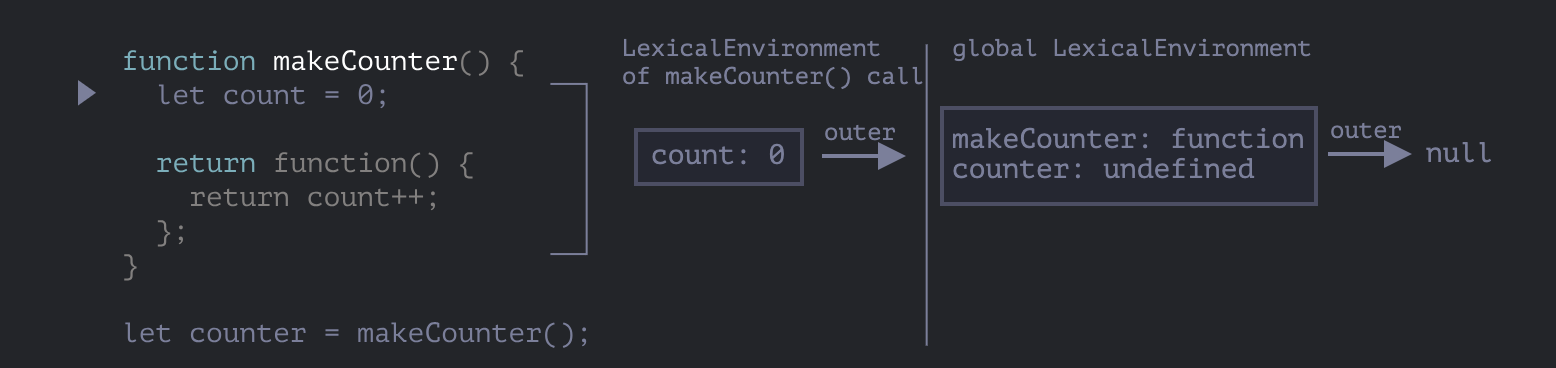 function makeCounter() {
let count = 0;
return function() {
return count++;
};
}
let counter = makeCounter();
LexicalEnvironment
of makeCounter() call
count: 0
outer
global LexicalEnvironment
makeCounter: function
counter: undefined
outer
null